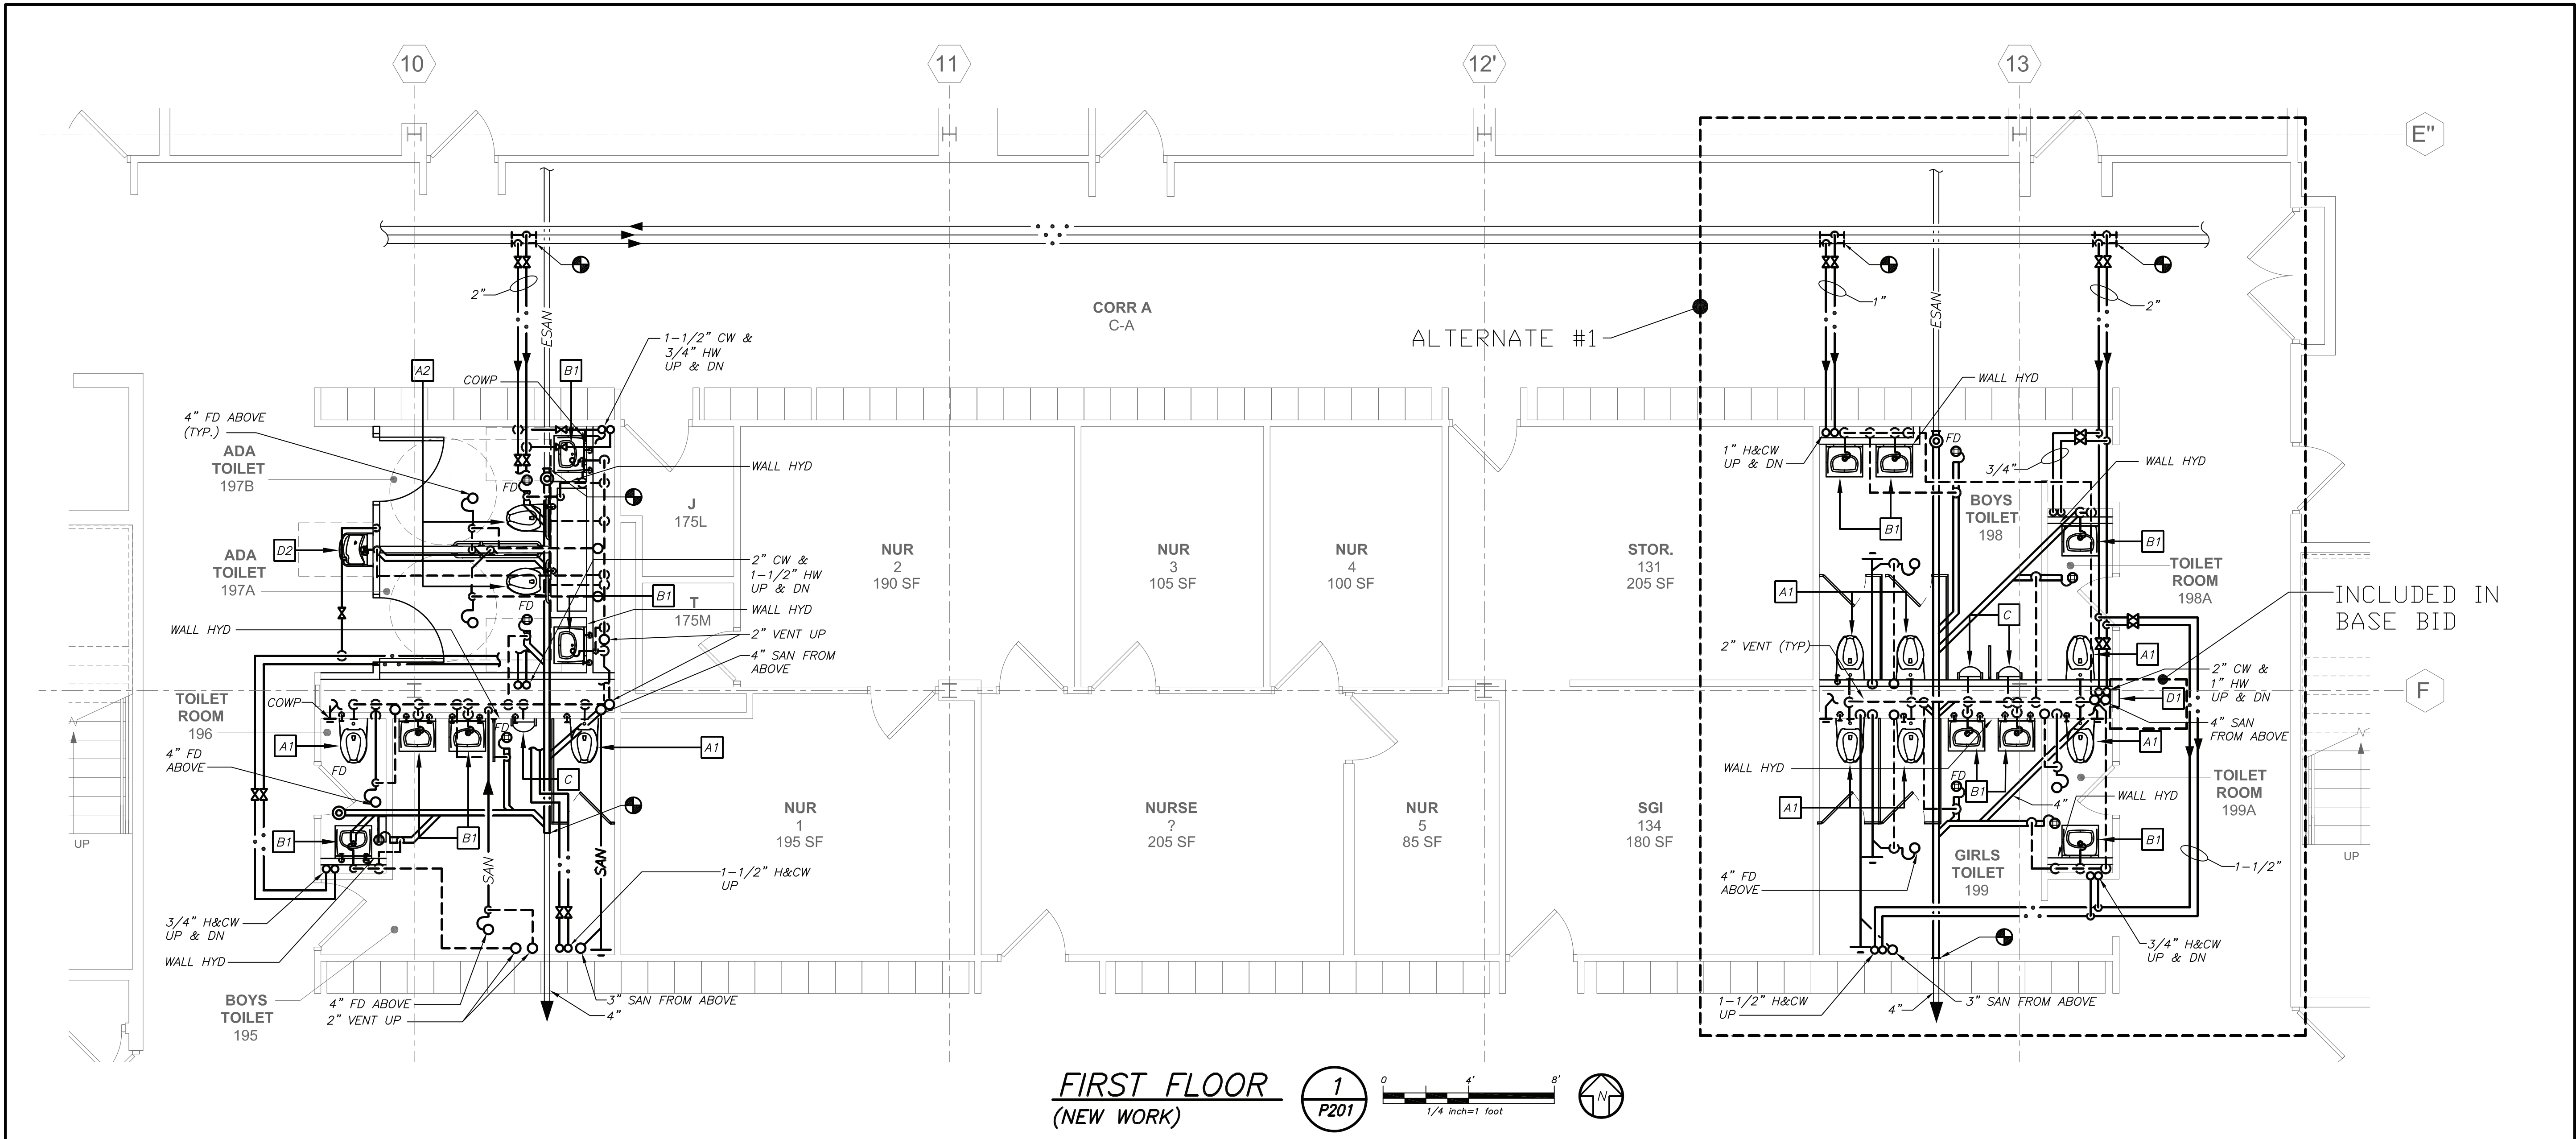 10
11
12'
13
E"
2"
ESAN
1-1/2" CW &
3/4" HW
UP & DN
CORR A
C-A
ALTERNATE #1
1"
ESAN
2"
A2
COWP
B1
WALL HYD
4" FD ABOVE
(TYP.)
ADA
TOILET
197B
WALL HYD
FD
J
175L
1" H&CW
UP & DN
FD
3/4"
WALL HYD
BOYS
TOILET
198
B1
B1
D2
ADA
TOILET
197A
2" CW &
1-1/2" HW
UP & DN
NUR
2
190 SF
NUR
3
105 SF
NUR
4
100 SF
STOR.
131
205 SF
TOILET
ROOM
198A
FD
B1
T
175M
WALL HYD
A1
C
INCLUDED IN
BASE BID
WALL HYD
2" VENT UP
4" SAN FROM
ABOVE
2" VENT (TYP)
A1
2" CW &
1" HW
UP & DN
F
TOILET
ROOM
196
COWP
D1
4" SAN
FROM ABOVE
A1
FD
A1
A1
4" FD
ABOVE
FD
C
WALL HYD
FD
B1
TOILET
ROOM
199A
WALL HYD
A1
4"
NUR
1
195 SF
NURSE
?
205 SF
NUR
5
85 SF
SGI
134
180 SF
UP
B1
B1
B1
UP
SAN
SAN
1-1/2" H&CW
UP
4" FD
ABOVE
GIRLS
TOILET
199
1-1/2"
3/4" H&CW
UP & DN
WALL HYD
3/4" H&CW
UP & DN
BOYS
TOILET
195
4" FD ABOVE
2" VENT UP
3" SAN FROM ABOVE
4"
1-1/2" H&CW
UP
4"
3" SAN FROM ABOVE
FIRST FLOOR
(NEW WORK)
1
P201
0 4' 8'
1/4 inch=1 foot
N